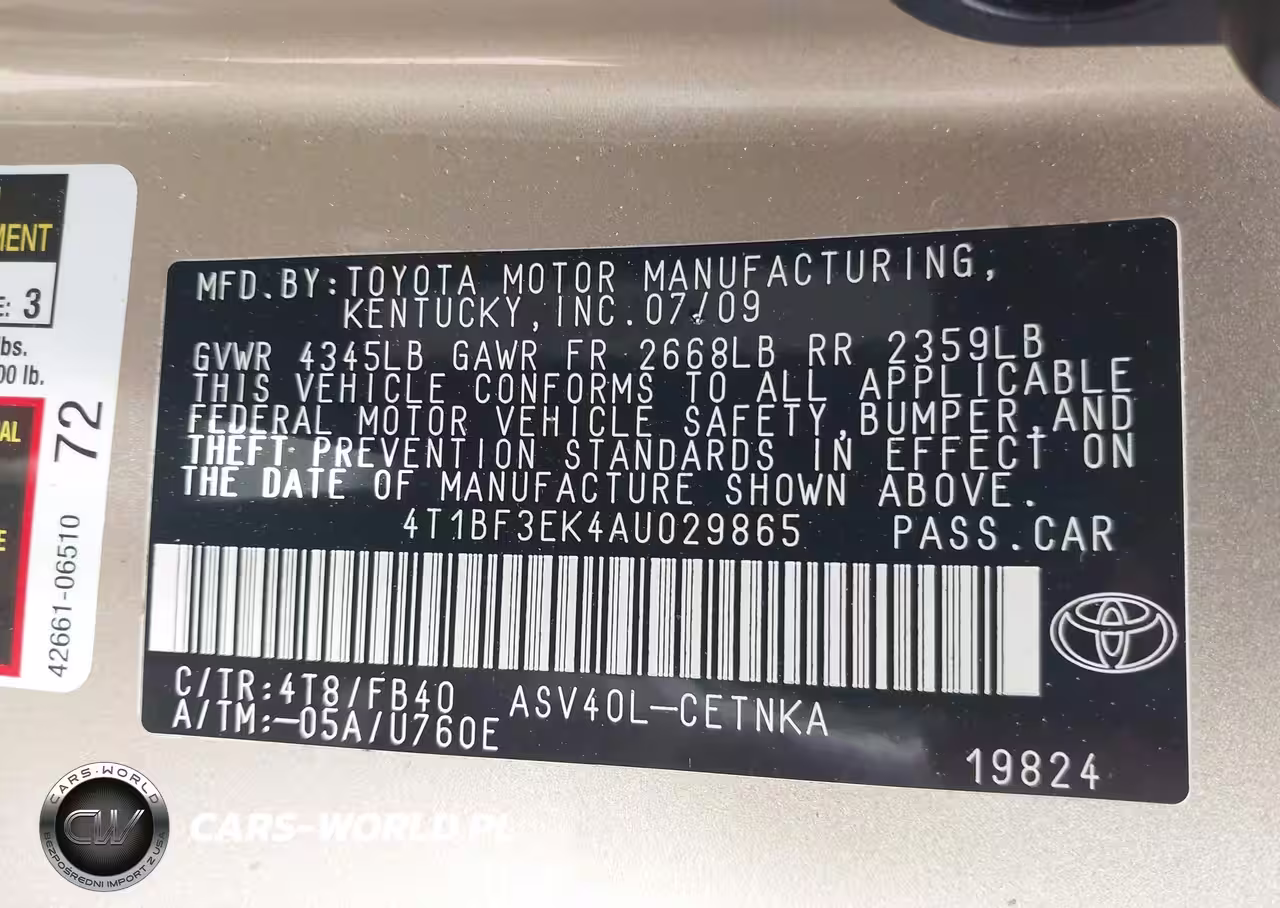 MENT
E: 3
lbs.
00 lb.
AL
E
72
42661-06510
MFD.BY:TOYOTA MOTOR MANUFACTURING,
KENTUCKY,INC.07/09
GVWR 4345LB GAWR FR 2668LB RR 2359LB
THIS VEHICLE CONFORMS TO ALL APPLICABLE
FEDERAL MOTOR VEHICLE SAFETY,BUMPER,AND
THEFT PREVENTION STANDARDS IN EFFECT ON
THE DATE OF MANUFACTURE SHOWN ABOVE.
4T1BF3EK4AU029865 PASS.CAR
C/TR:4T8/FB40 ASV40L-CETNKA
A/TM:-05A/U760E
19824
CARS-WORLD
CW
BEZPOŚREDNI IMPORT Z USA
CARS-WORLD.PL